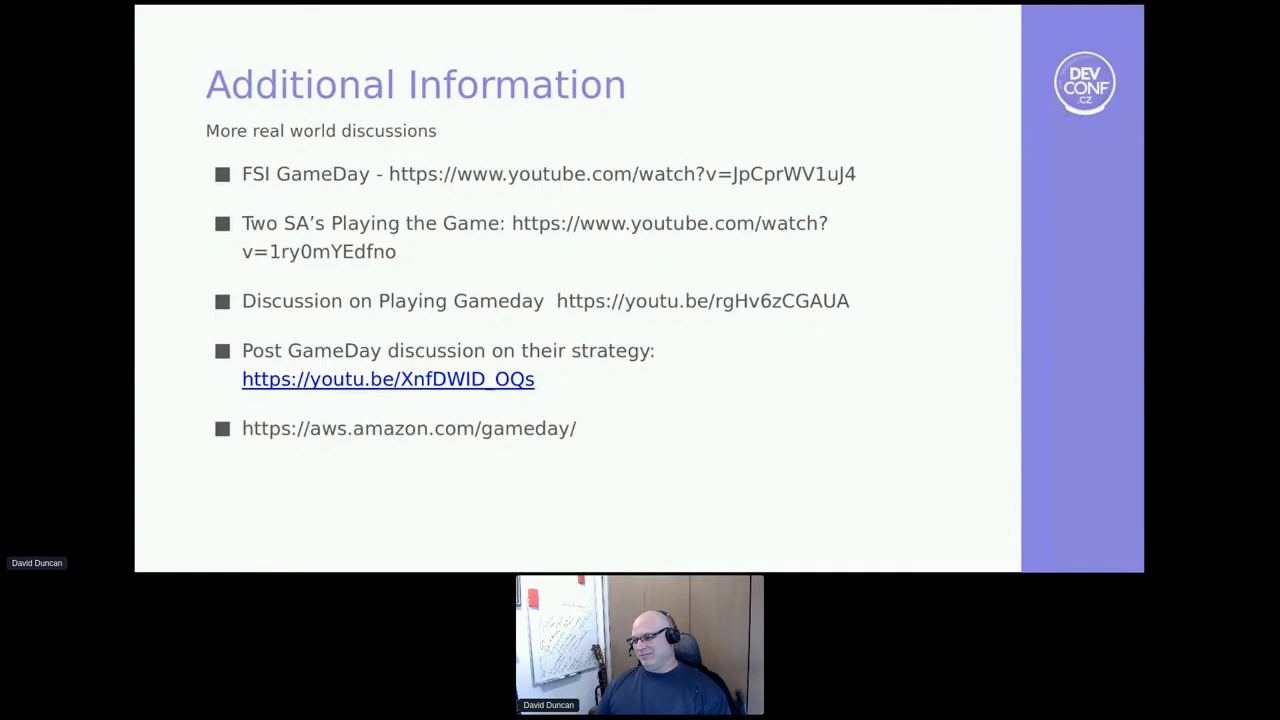 Additional Information
More real world discussions
FSI GameDay - https://www.youtube.com/watch?v=JpCprWV1uJ4
Two SA’s Playing the Game: https://www.youtube.com/watch?
v=1ry0mYEdfno
Discussion on Playing Gameday  https://youtu.be/rgHv6zCGAUA
Post GameDay discussion on their strategy:
https://youtu.be/XnfDWID_OQs
https://aws.amazon.com/gameday/
DEV
CONF
.CZ
David Duncan
David Duncan